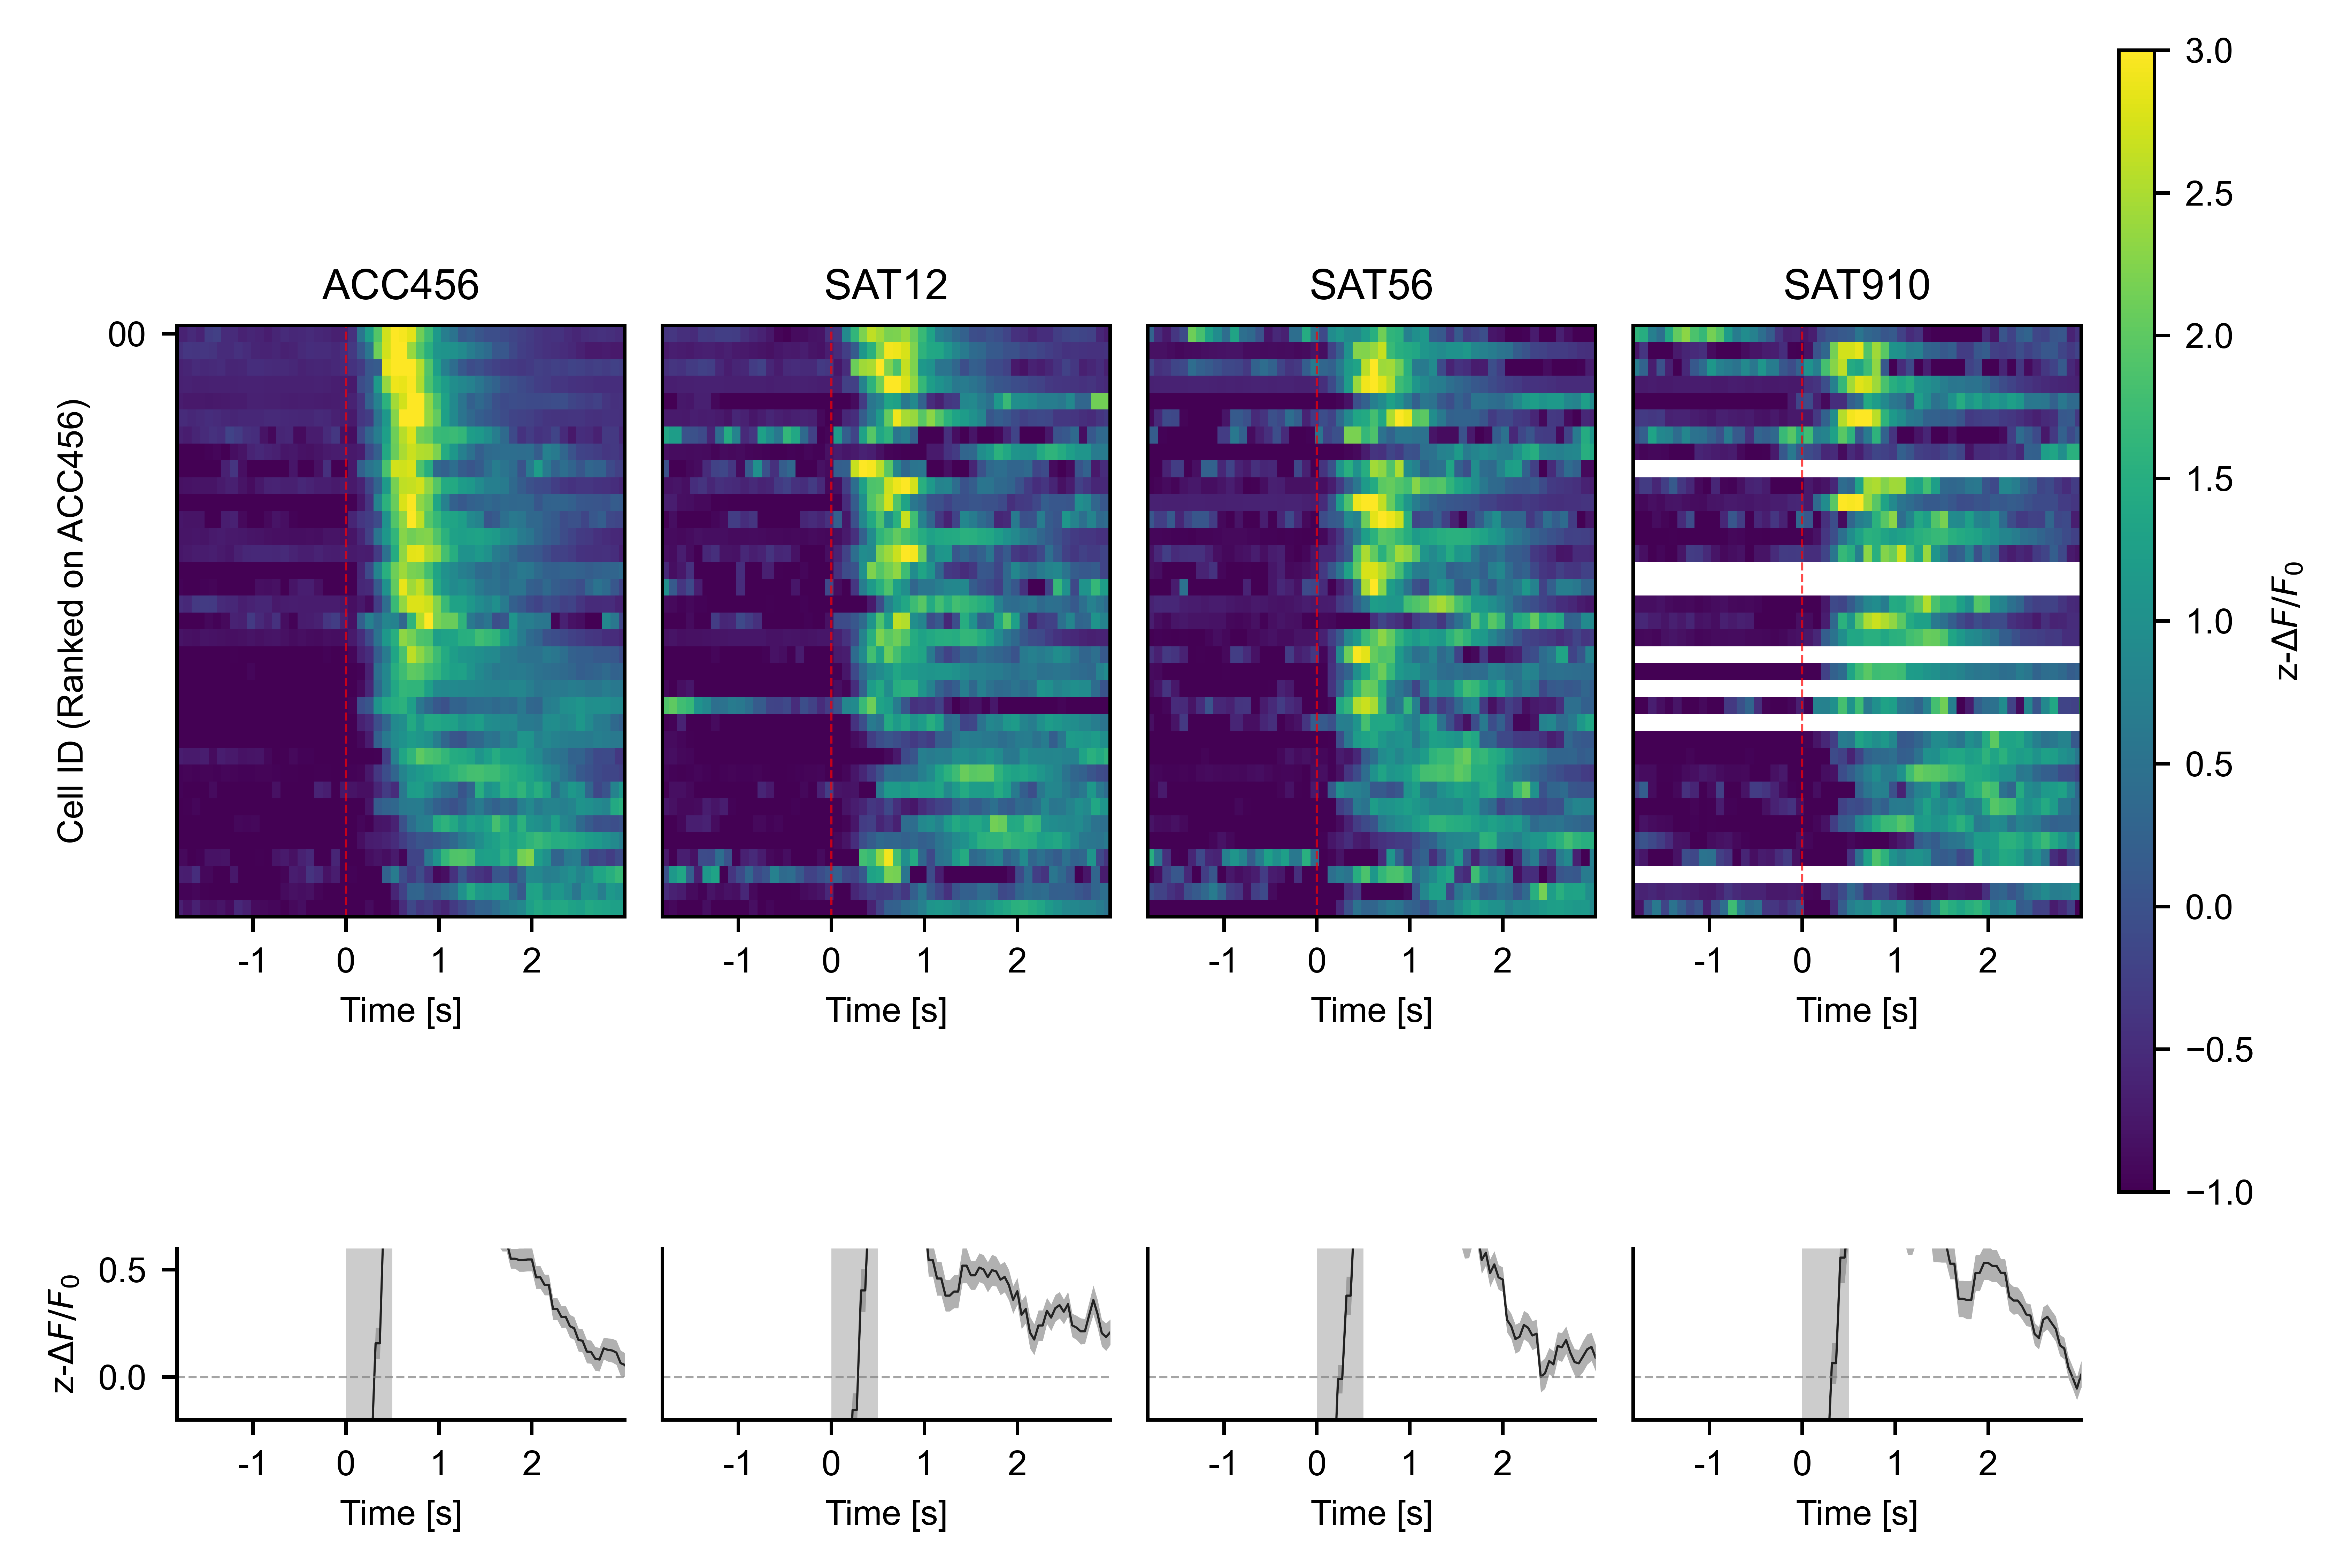 ACC456 SAT12 SAT56 SAT910
Cell ID (Ranked on ACC456)
00
-1 0 1 2 -1 0 1 2 -1 0 1 2 -1 0 1 2
Time [s] Time [s] Time [s] Time [s]
3.0
2.5
2.0
1.5
1.0
0.5
0.0
−0.5
−1.0
z-ΔF/F0
z-ΔF/F0
0.5
0.0
-1 0 1 2 -1 0 1 2 -1 0 1 2 -1 0 1 2
Time [s] Time [s] Time [s] Time [s]